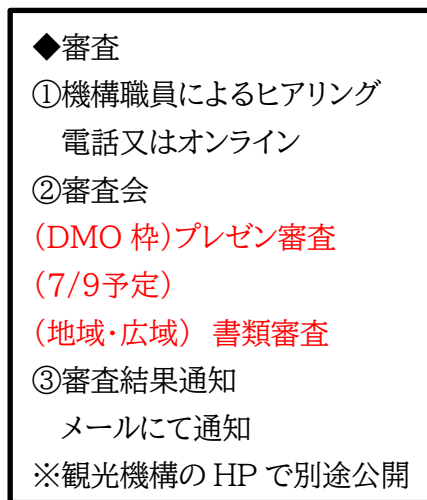 ◆審査
①機構職員によるヒアリング
電話又はオンライン
②審査会
(DMO 枠)プレゼン審査
(7/9予定)
(地域・広域) 書類審査
③審査結果通知
メールにて通知
※観光機構の HP で別途公開